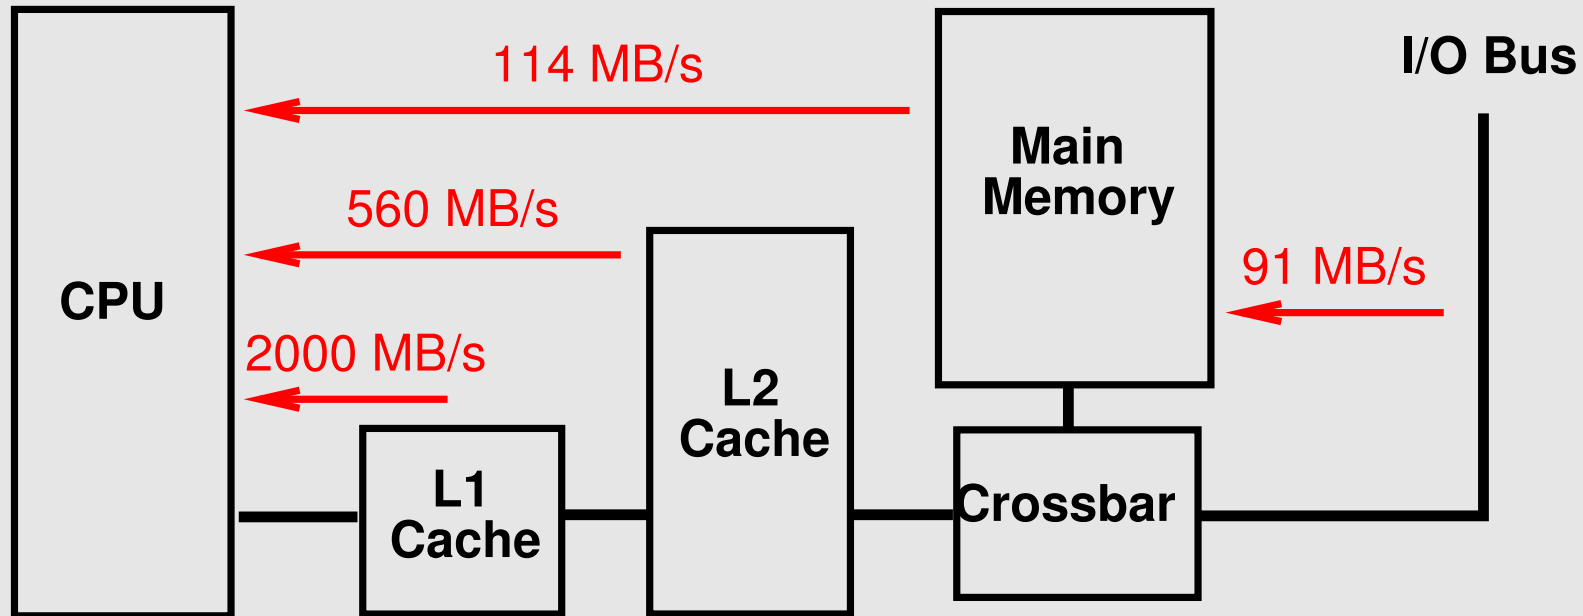 114 MB/s
I/O Bus
Main
Memory
560 MB/s
91 MB/s
CPU
2000 MB/s
L2
Cache
L1
Cache
Crossbar